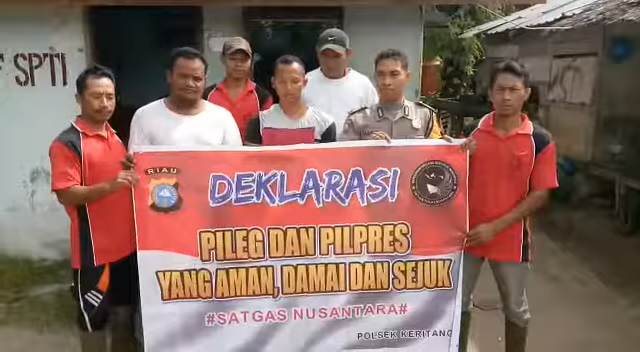 SPTI
RIAU
DEKLARASI
PILEG DAN PILPRES
YANG AMAN, DAMAI DAN SEJUK
#SATGAS NUSANTARA#
POLSEK KERITANG